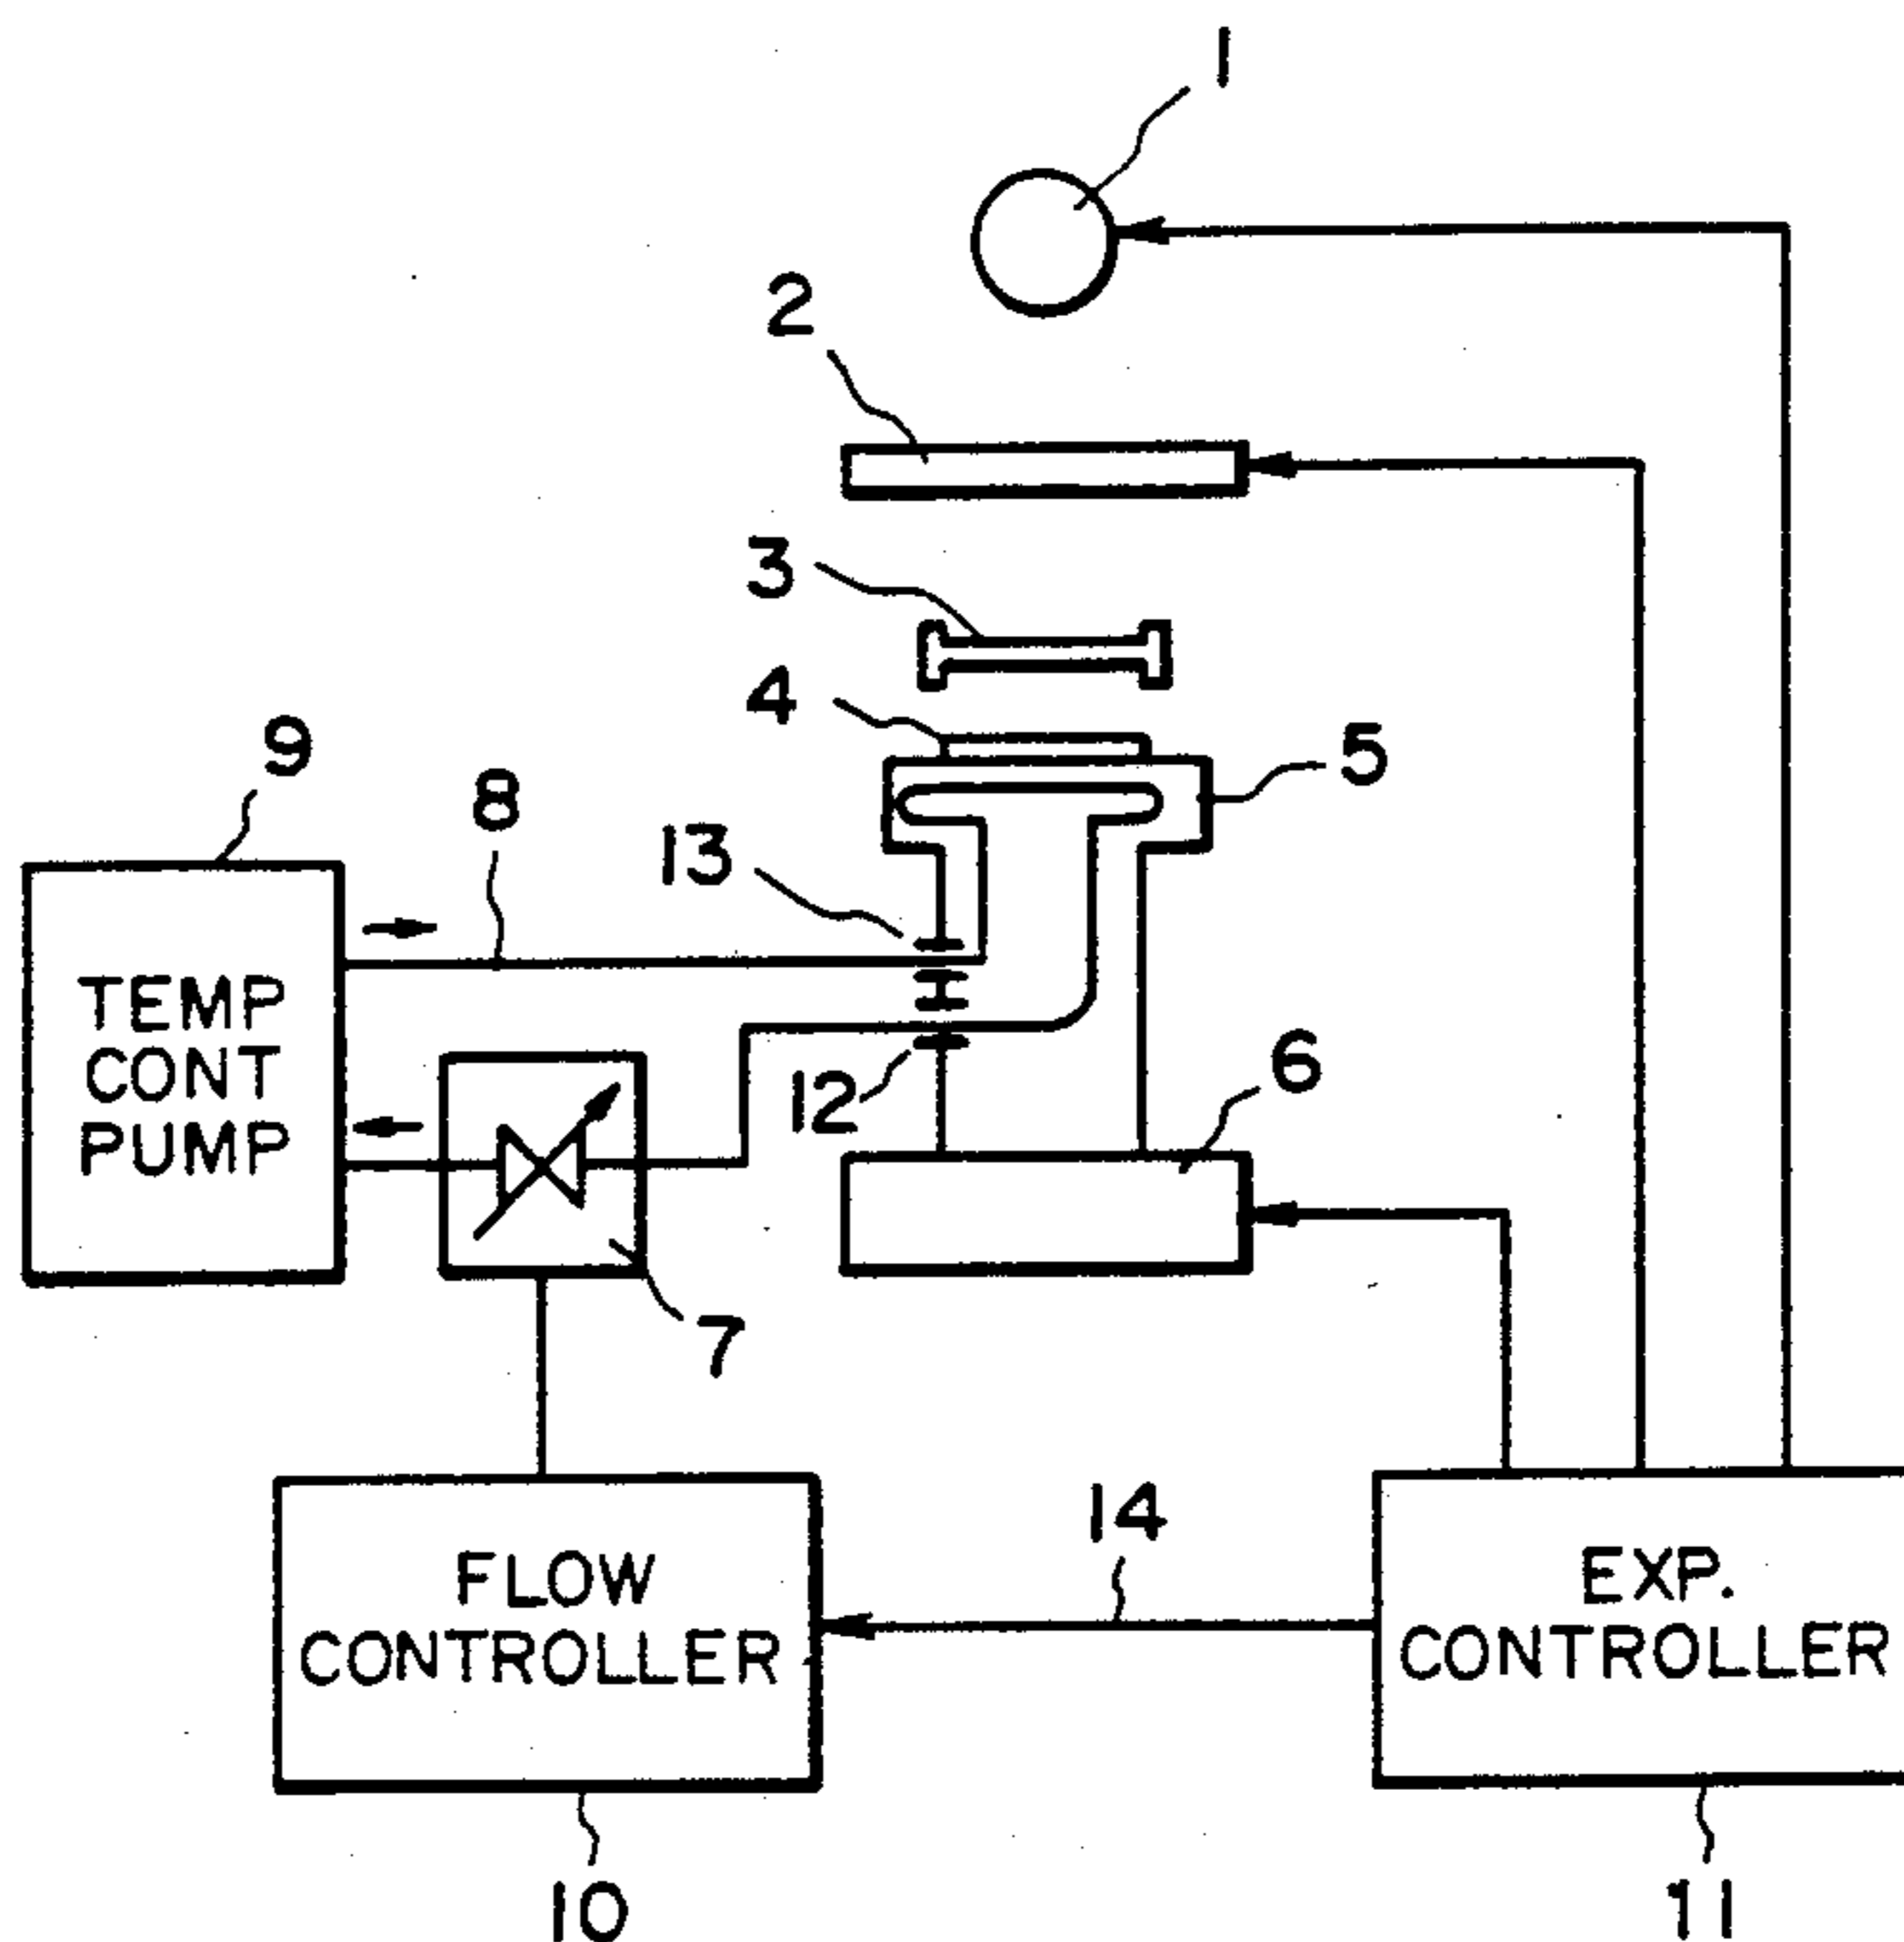 1
2
3
4
5
9
8
13
TEMP
CONT
PUMP
12
6
7
14
FLOW
CONTROLLER
EXP.
CONTROLLER
10
11